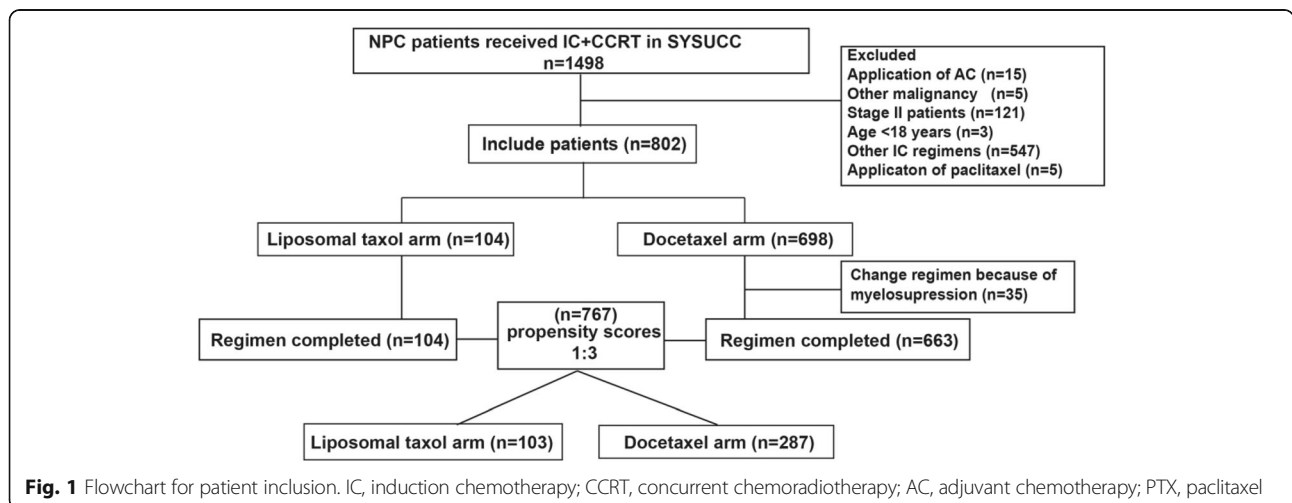 NPC patients received IC+CCRT in SYSUCC
n=1498
Excluded
Application of AC (n=15)
Other malignancy (n=5)
Stage II patients (n=121)
Age <18 years (n=3)
Other IC regimens (n=547)
Applicaton of paclitaxel (n=5)
Include patients (n=802)
Liposomal taxol arm (n=104)
Docetaxel arm (n=698)
Change regimen because of
myelosupression (n=35)
Regimen completed (n=104)
(n=767)
propensity scores
1:3
Regimen completed (n=663)
Liposomal taxol arm (n=103)
Docetaxel arm (n=287)
Fig. 1 Flowchart for patient inclusion. IC, induction chemotherapy; CCRT, concurrent chemoradiotherapy; AC, adjuvant chemotherapy; PTX, paclitaxel